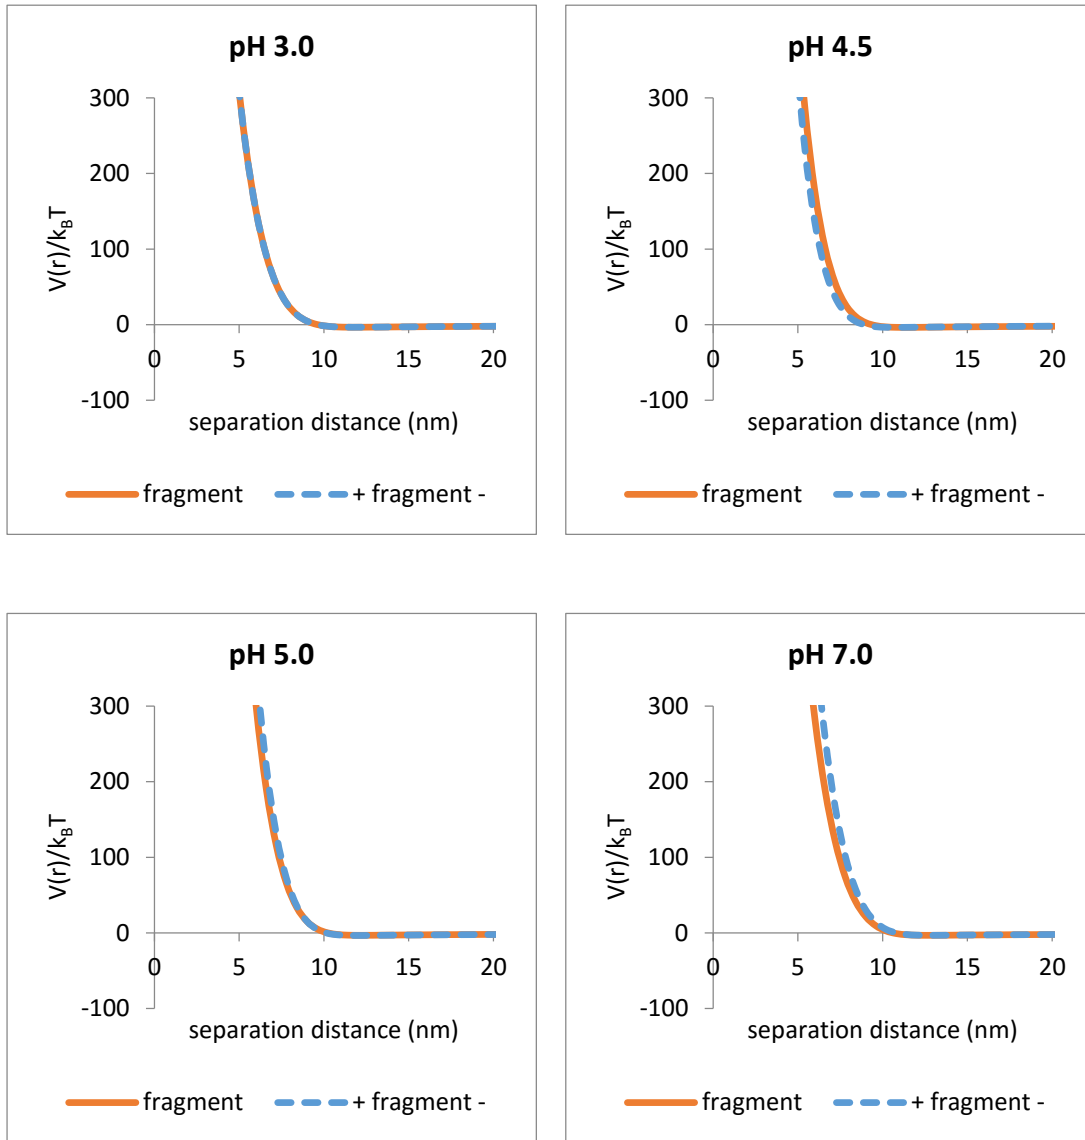 pH 3.0
300
200
100
0
-100
V(r)/kBT
0 5 10 15 20
separation distance (nm)
fragment + fragment -
pH 4.5
300
200
100
0
-100
V(r)/kBT
0 5 10 15 20
separation distance (nm)
fragment + fragment -
pH 5.0
300
200
100
0
-100
V(r)/kBT
0 5 10 15 20
separation distance (nm)
fragment + fragment -
pH 7.0
300
200
100
0
-100
V(r)/kBT
0 5 10 15 20
separation distance (nm)
fragment + fragment -